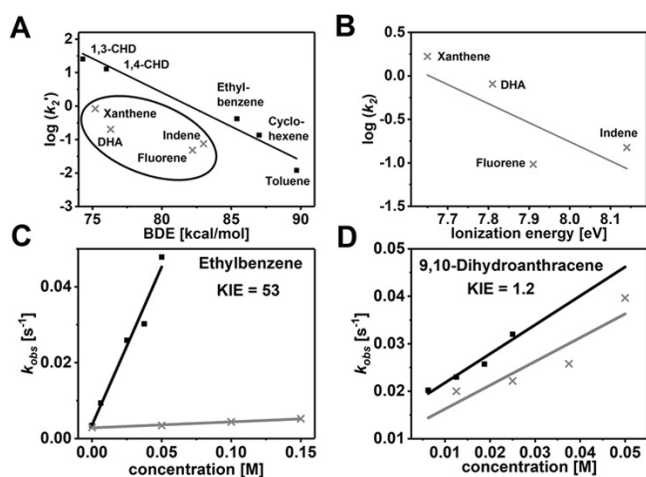 A
1,3-CHD
1,4-CHD
Ethyl-
benzene
Cyclo-
hexene
Xanthene
DHA
Indene
Fluorene
Toluene
log (k₂')
2
1
0
-1
-2
-3
75 80 85 90
BDE [kcal/mol]
B
Xanthene
DHA
Indene
Fluorene
log (k₂)
0.0
-0.5
-1.0
-1.5
7.7 7.8 7.9 8.0 8.1
Ionization energy [eV]
C
Ethylbenzene
KIE = 53
k_obs [s⁻¹]
0.04
0.02
0.00
0.00 0.05 0.10 0.15
concentration [M]
D
9,10-Dihydroanthracene
KIE = 1.2
k_obs [s⁻¹]
0.05
0.04
0.03
0.02
0.01
0.01 0.02 0.03 0.04 0.05
concentration [M]